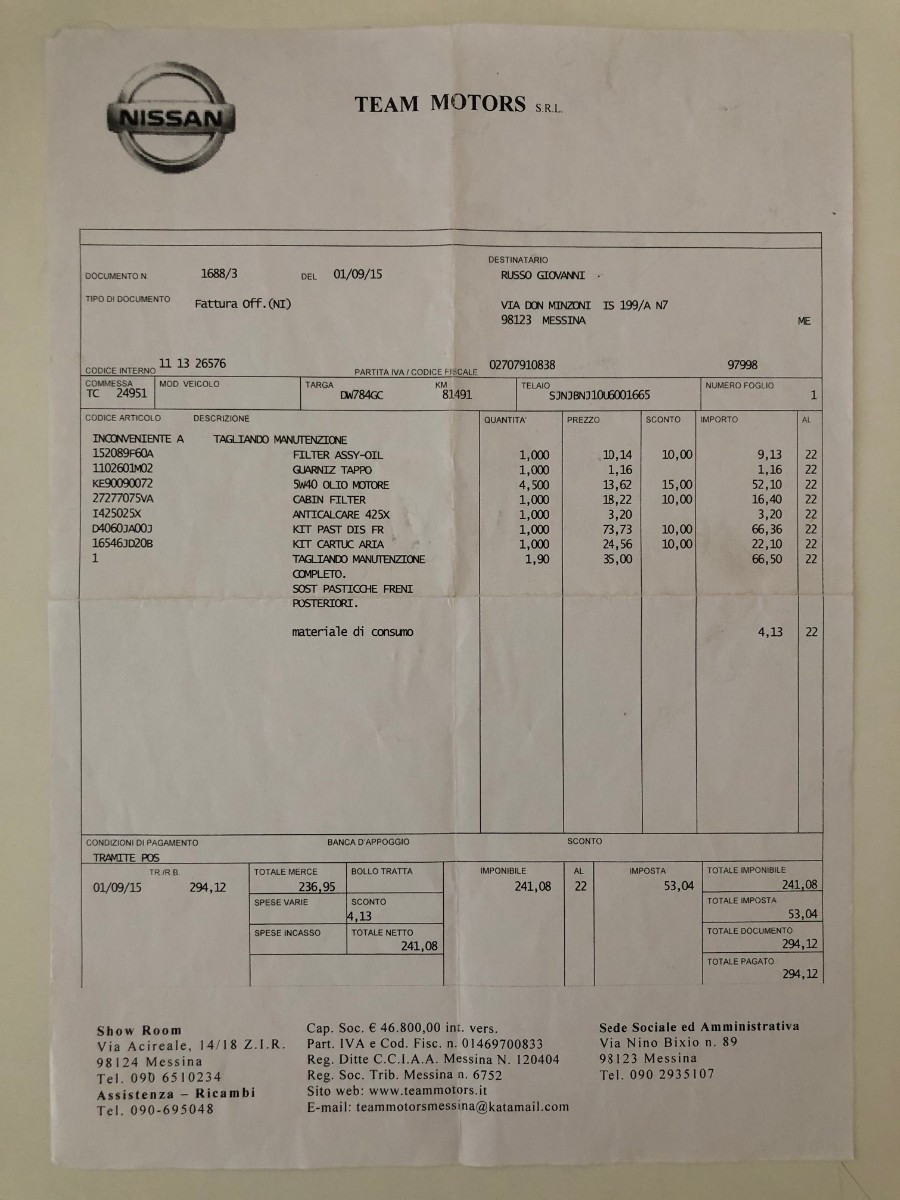 NISSAN
TEAM MOTORS S.R.L.
DESTINATARIO
DOCUMENTO N. 1688/3 DEL 01/09/15 RUSSO GIOVANNI
TIPO DI DOCUMENTO Fattura Off.(NI) VIA DON MINZONI IS 199/A N7
98123 MESSINA ME
CODICE INTERNO 11 13 26576 PARTITA IVA / CODICE FISCALE 02707910838 97998
COMMESSA MOD VEICOLO TARGA KM TELAIO NUMERO FOGLIO
TC 24951 DW784GC 81491 SJNJBNJ10U6001665 1
CODICE ARTICOLO DESCRIZIONE QUANTITA' PREZZO SCONTO IMPORTO AL
INCONVENIENTE A TAGLIANDO MANUTENZIONE
152089F60A FILTER ASSY-OIL 1,000 10,14 10,00 9,13 22
1102601M02 GUARNIZ TAPPO 1,000 1,16 1,16 22
KE90090072 5W40 OLIO MOTORE 4,500 13,62 15,00 52,10 22
27277075VA CABIN FILTER 1,000 18,22 10,00 16,40 22
I425025X ANTICALCARE 425X 1,000 3,20 3,20 22
D4060JA00J KIT PAST DIS FR 1,000 73,73 10,00 66,36 22
16546JD20B KIT CARTUC ARIA 1,000 24,56 10,00 22,10 22
1 TAGLIANDO MANUTENZIONE 1,90 35,00 66,50 22
COMPLETO.
SOST PASTICCHE FRENI
POSTERIORI.
materiale di consumo 4,13 22
CONDIZIONI DI PAGAMENTO BANCA D'APPOGGIO SCONTO
TRAMITE POS
TR./R.B. TOTALE MERCE BOLLO TRATTA IMPONIBILE AL IMPOSTA TOTALE IMPONIBILE
01/09/15 294,12 236,95 241,08 22 53,04 241,08
SPESE VARIE SCONTO TOTALE IMPOSTA
4,13 53,04
SPESE INCASSO TOTALE NETTO TOTALE DOCUMENTO
241,08 294,12
TOTALE PAGATO
294,12
Show Room
Via Acireale, 14/18 Z.I.R.
98124 Messina
Tel. 090 6510234
Assistenza – Ricambi
Tel. 090-695048
Cap. Soc. € 46.800,00 int. vers.
Part. IVA e Cod. Fisc. n. 01469700833
Reg. Ditte C.C.I.A.A. Messina N. 120404
Reg. Soc. Trib. Messina n. 6752
Sito web: www.teammotors.it
E-mail: teammotorsmessina@katamail.com
Sede Sociale ed Amministrativa
Via Nino Bixio n. 89
98123 Messina
Tel. 090 2935107